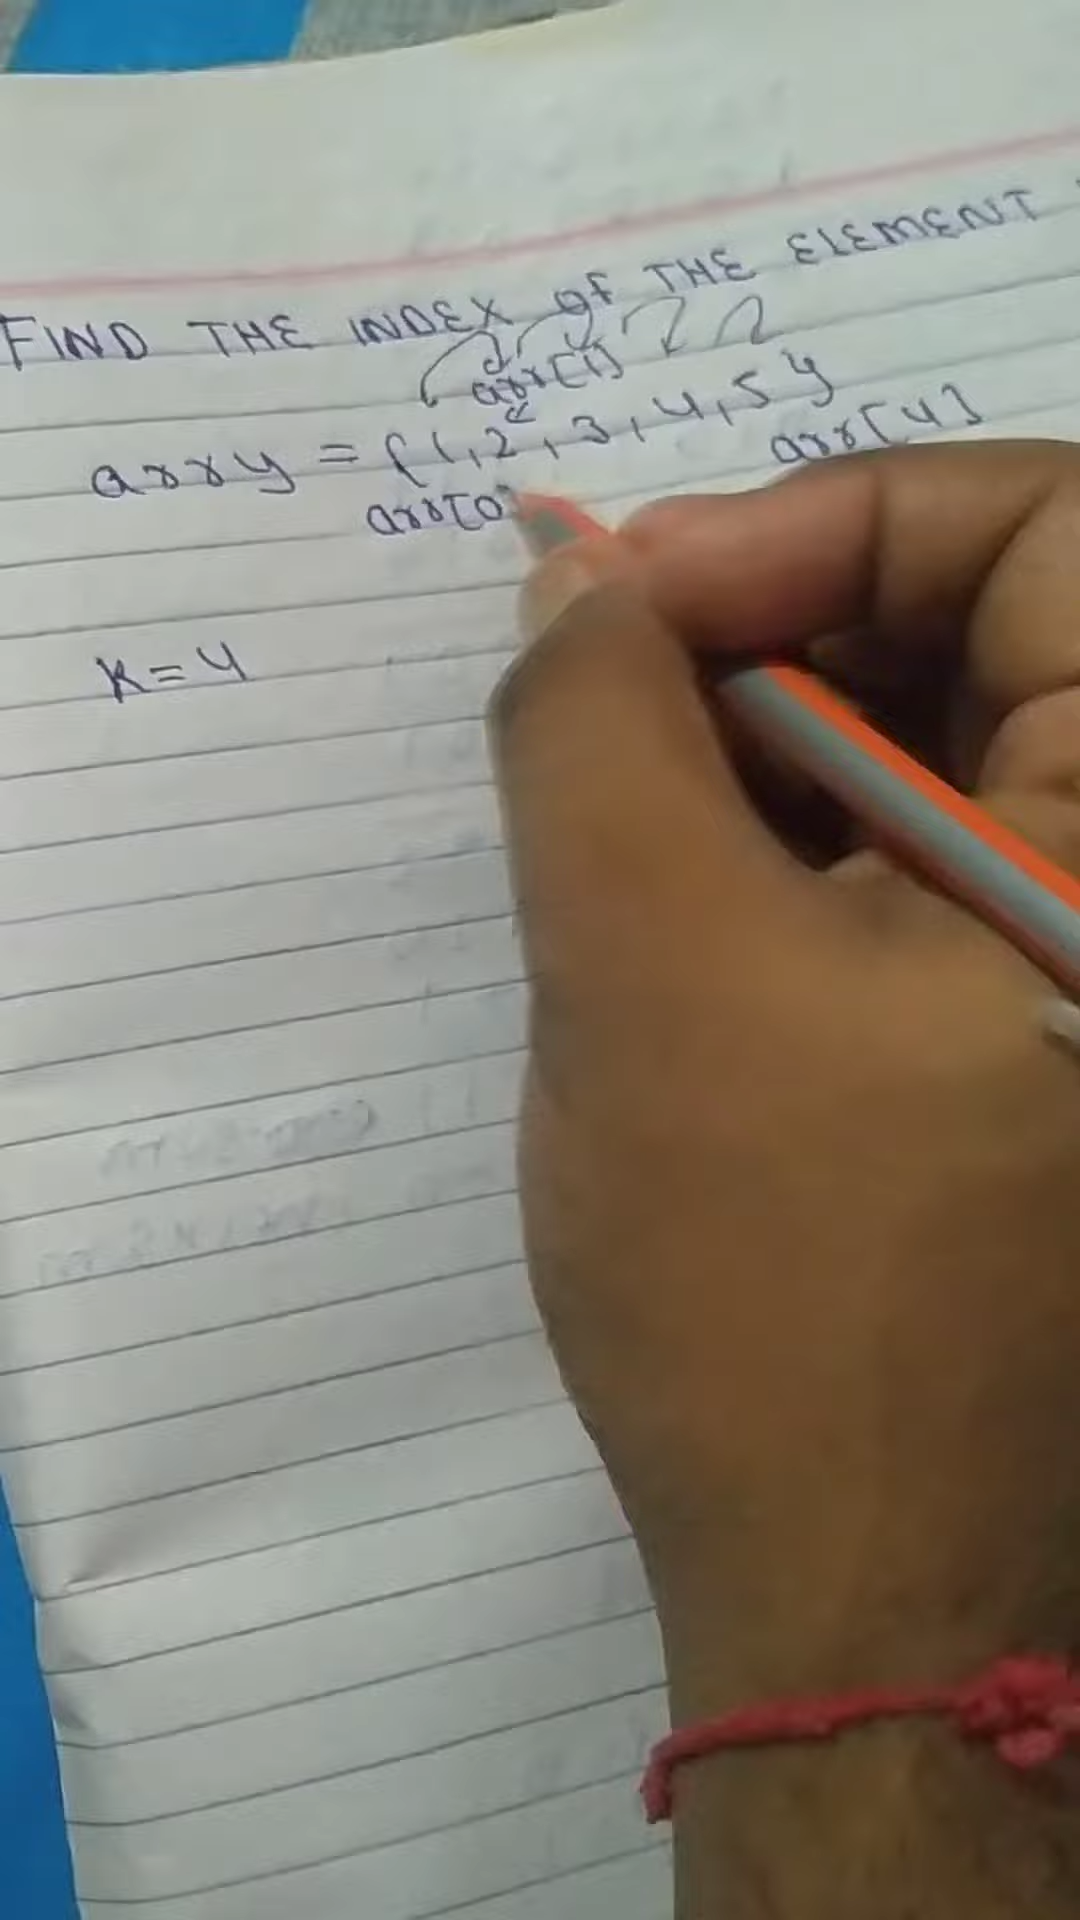 FIND THE INDEX Of THE ELEMENT
arr[1]
arry = {1,2,3,4,5}
arr[0] arr[4]
K=4